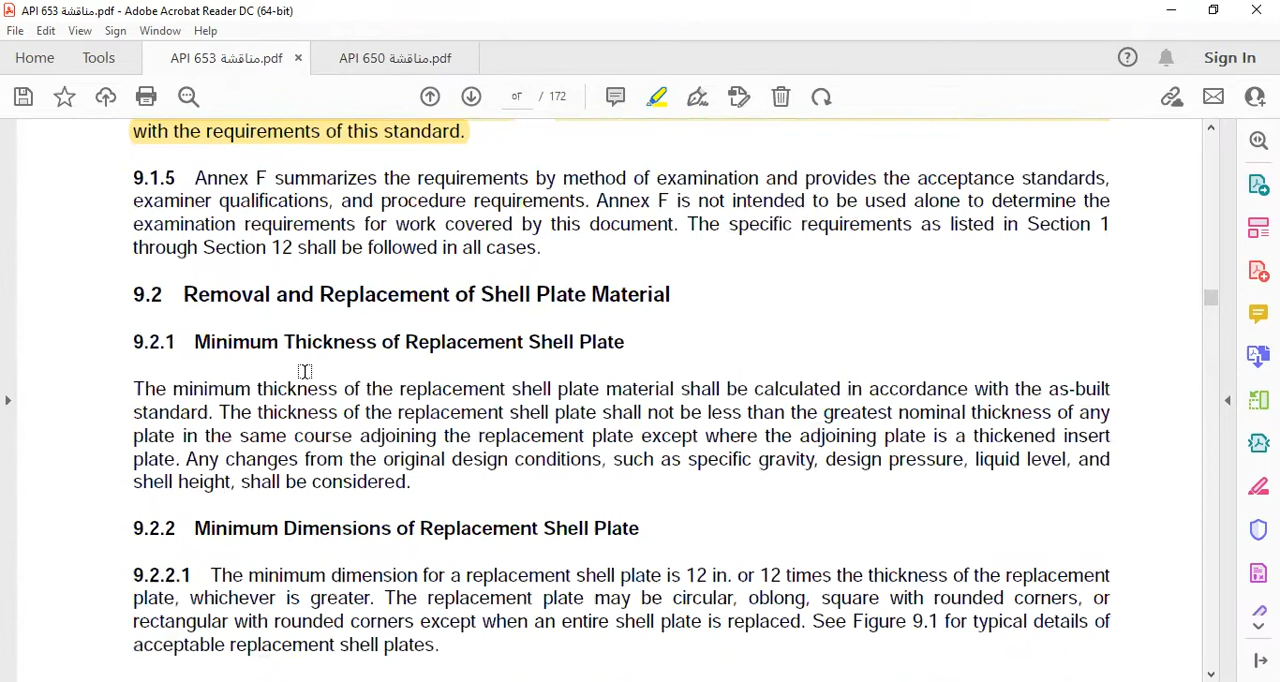 API 653 مناقشة.pdf - Adobe Acrobat Reader DC (64-bit)
File Edit View Sign Window Help
Home Tools API 653 مناقشة.pdf × API 650 مناقشة.pdf Sign In
٥٢ / 172
with the requirements of this standard.
9.1.5 Annex F summarizes the requirements by method of examination and provides the acceptance standards,
examiner qualifications, and procedure requirements. Annex F is not intended to be used alone to determine the
examination requirements for work covered by this document. The specific requirements as listed in Section 1
through Section 12 shall be followed in all cases.
9.2 Removal and Replacement of Shell Plate Material
9.2.1 Minimum Thickness of Replacement Shell Plate
The minimum thickness of the replacement shell plate material shall be calculated in accordance with the as-built
standard. The thickness of the replacement shell plate shall not be less than the greatest nominal thickness of any
plate in the same course adjoining the replacement plate except where the adjoining plate is a thickened insert
plate. Any changes from the original design conditions, such as specific gravity, design pressure, liquid level, and
shell height, shall be considered.
9.2.2 Minimum Dimensions of Replacement Shell Plate
9.2.2.1 The minimum dimension for a replacement shell plate is 12 in. or 12 times the thickness of the replacement
plate, whichever is greater. The replacement plate may be circular, oblong, square with rounded corners, or
rectangular with rounded corners except when an entire shell plate is replaced. See Figure 9.1 for typical details of
acceptable replacement shell plates.